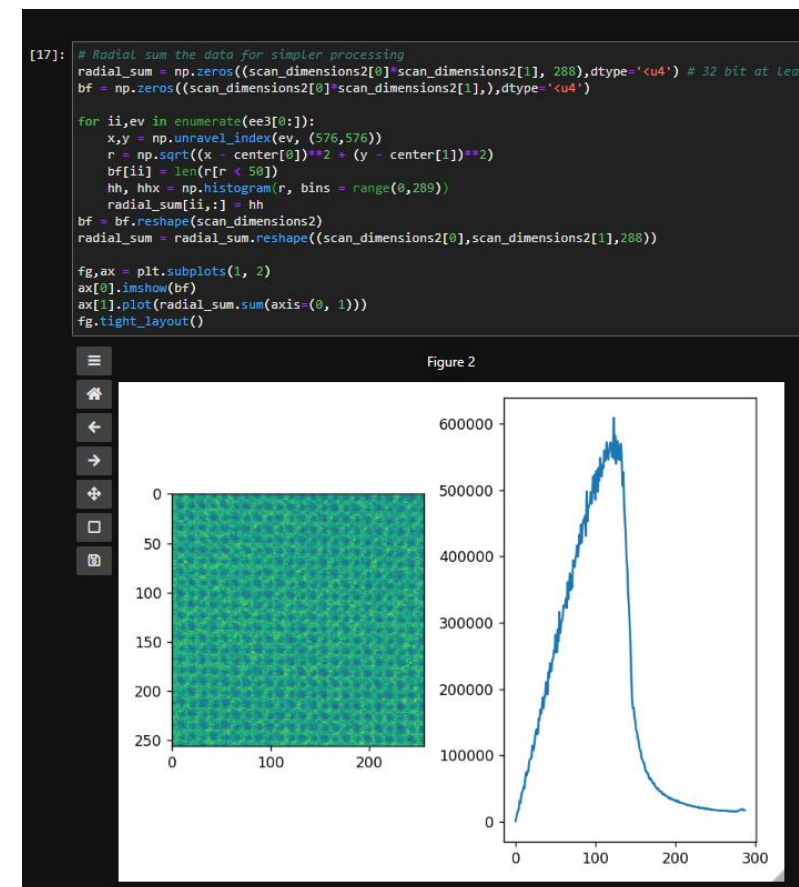 [17]: # Radial sum the data for simpler processing
radial_sum = np.zeros((scan_dimensions2[0]*scan_dimensions2[1], 288),dtype='<u4') # 32 bit at lea
bf = np.zeros((scan_dimensions2[0]*scan_dimensions2[1],),dtype='<u4')
for ii,ev in enumerate(ee3[0:]):
x,y = np.unravel_index(ev, (576,576))
r = np.sqrt((x - center[0])**2 + (y - center[1])**2)
bf[ii] = len(r[r < 50])
hh, hhx = np.histogram(r, bins = range(0,289))
radial_sum[ii,:] = hh
bf = bf.reshape(scan_dimensions2)
radial_sum = radial_sum.reshape((scan_dimensions2[0],scan_dimensions2[1],288))
fg,ax = plt.subplots(1, 2)
ax[0].imshow(bf)
ax[1].plot(radial_sum.sum(axis=(0, 1)))
fg.tight_layout()
Figure 2
0
50
100
150
200
250
0 100 200
600000
500000
400000
300000
200000
100000
0
0 100 200 300